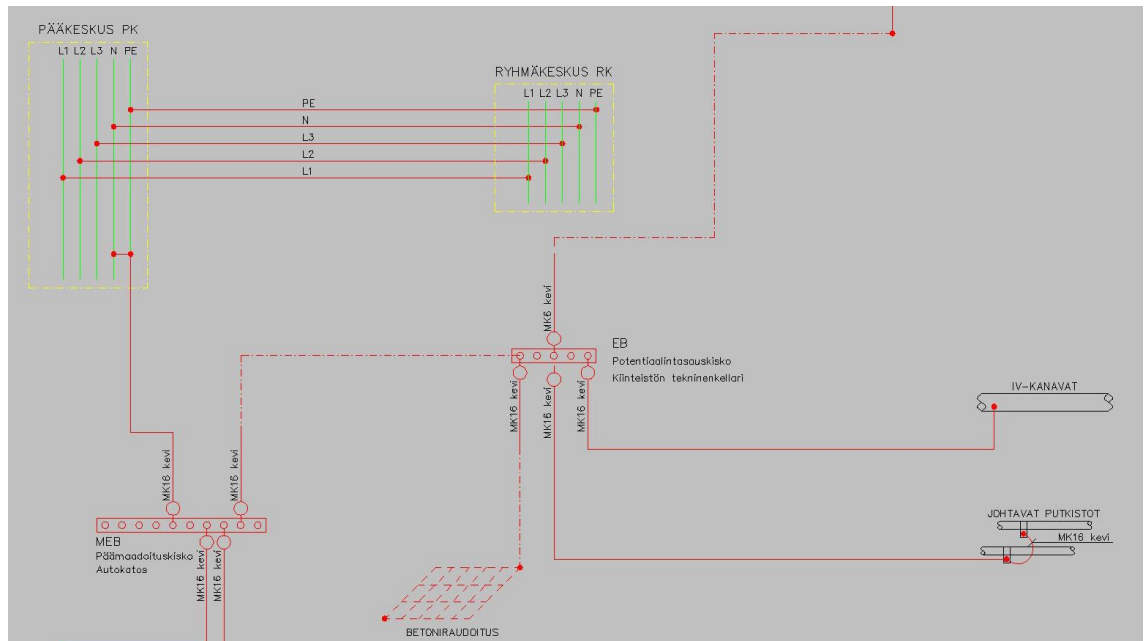 PÄÄKESKUS PK
L1 L2 L3 N PE
RYHMÄKESKUS RK
L1 L2 L3 N PE
PE
N
L3
L2
L1
MK6 kevi
EB
Potentiaalintasauskisko
Kiinteistön tekninenkellari
MK16 kevi
MK16 kevi
MK16 kevi
IV-KANAVAT
MK16 kevi
MK16 kevi
JOHTAVAT PUTKISTOT
MK16 kevi
MEB
Päämaadoituskisko
Autokatos
MK16 kevi
MK16 kevi
BETONIRAUDOITUS